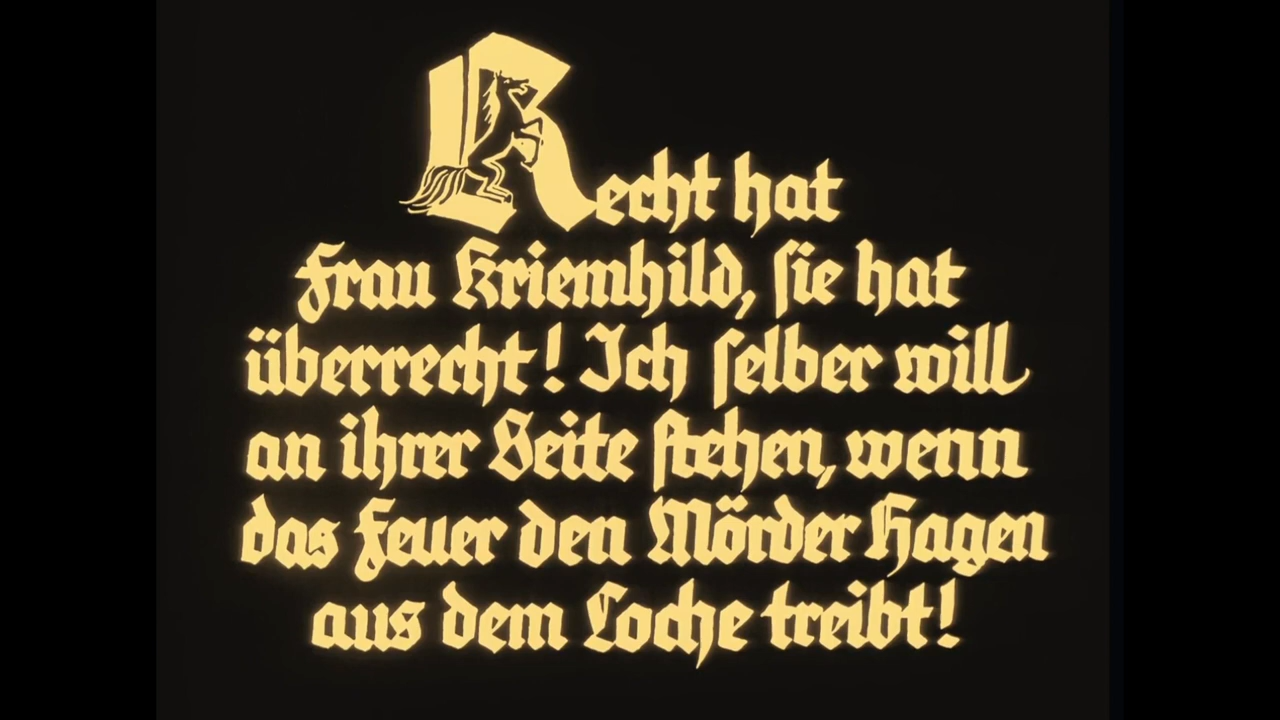 Recht hat
Frau Kriemhild, sie hat
überrecht! Ich selber will
an ihrer Seite stehen, wenn
das Feuer den Mörder Hagen
aus dem Loche treibt!